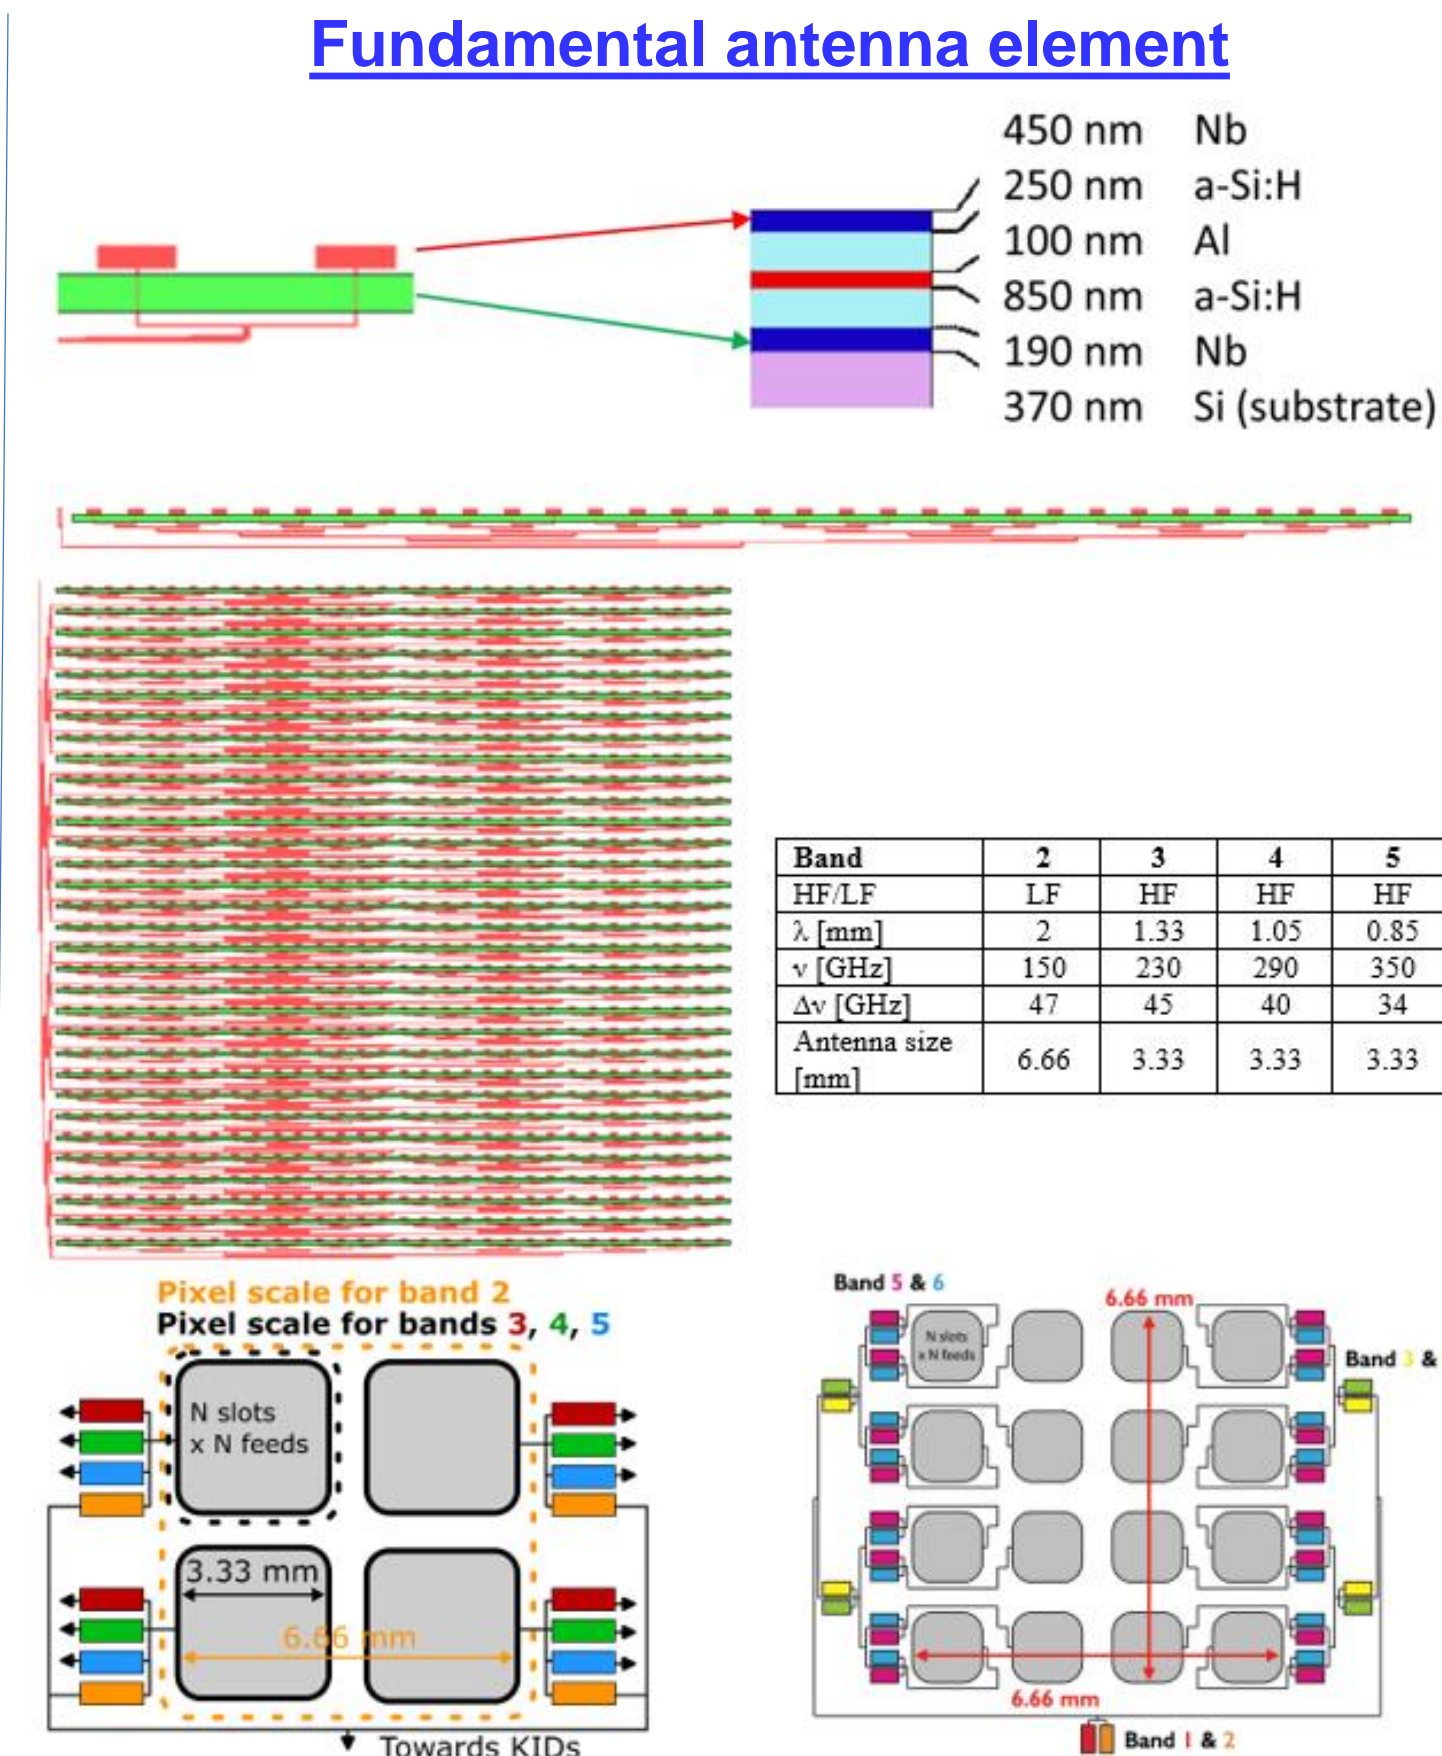 Fundamental antenna element
450 nm Nb
250 nm a-Si:H
100 nm Al
850 nm a-Si:H
190 nm Nb
370 nm Si (substrate)
Band 2 3 4 5
HF/LF LF HF HF HF
λ [mm] 2 1.33 1.05 0.85
ν [GHz] 150 230 290 350
Δν [GHz] 47 45 40 34
Antenna size [mm] 6.66 3.33 3.33 3.33
Pixel scale for band 2
Pixel scale for bands 3, 4, 5
N slots
x N feeds
3.33 mm
6.66 mm
Towards KIDs
Band 5 & 6
6.66 mm
N slots
x N feeds
Band 3 &
6.66 mm
Band 1 & 2